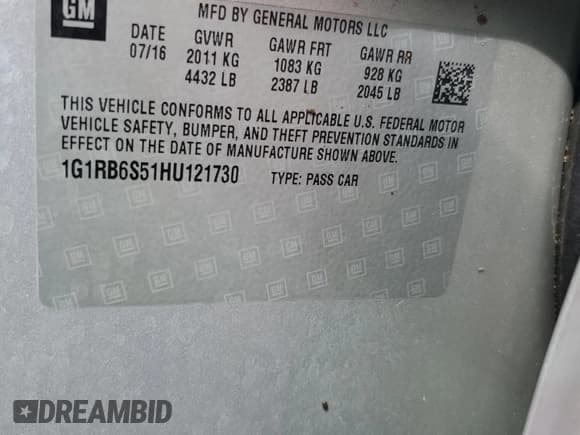 GM
MFD BY GENERAL MOTORS LLC
DATE GVWR GAWR FRT GAWR RR
07/16 2011 KG 1083 KG 928 KG
4432 LB 2387 LB 2045 LB
THIS VEHICLE CONFORMS TO ALL APPLICABLE U.S. FEDERAL MOTOR
VEHICLE SAFETY, BUMPER, AND THEFT PREVENTION STANDARDS IN
EFFECT ON THE DATE OF MANUFACTURE SHOWN ABOVE.
1G1RB6S51HU121730 TYPE: PASS CAR
DREAMBID